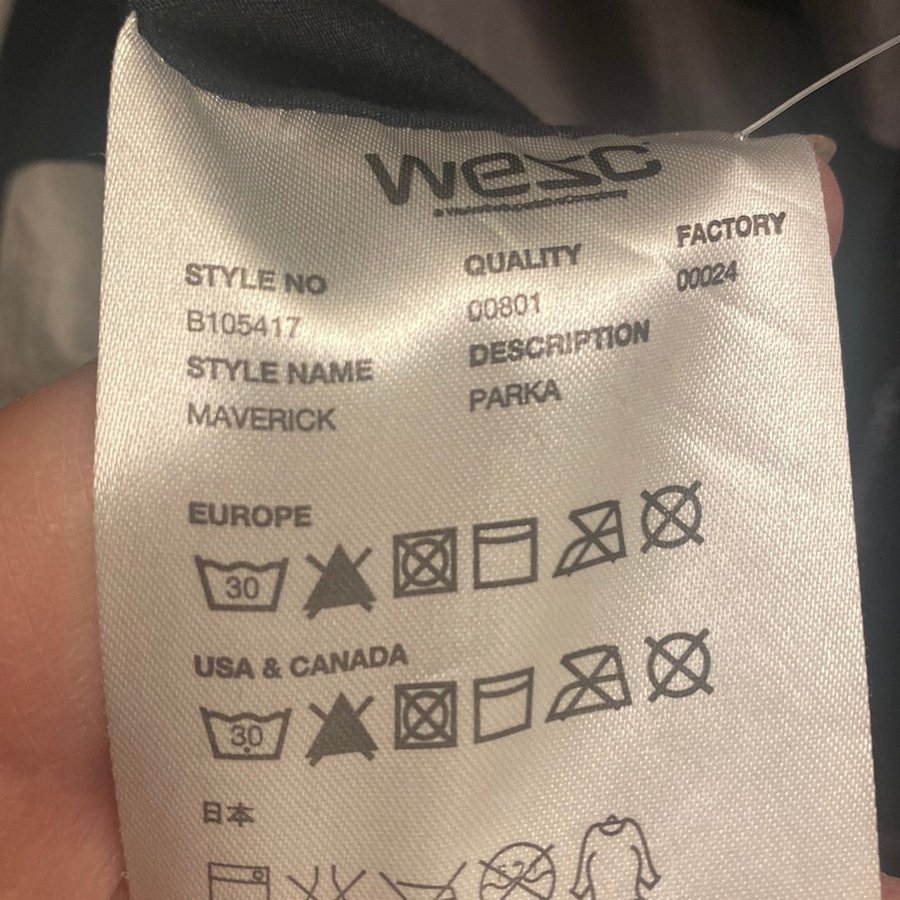 wesc
STYLE NO
B105417
STYLE NAME
MAVERICK
QUALITY
00801
DESCRIPTION
PARKA
FACTORY
00024
EUROPE
30
USA & CANADA
30
日本